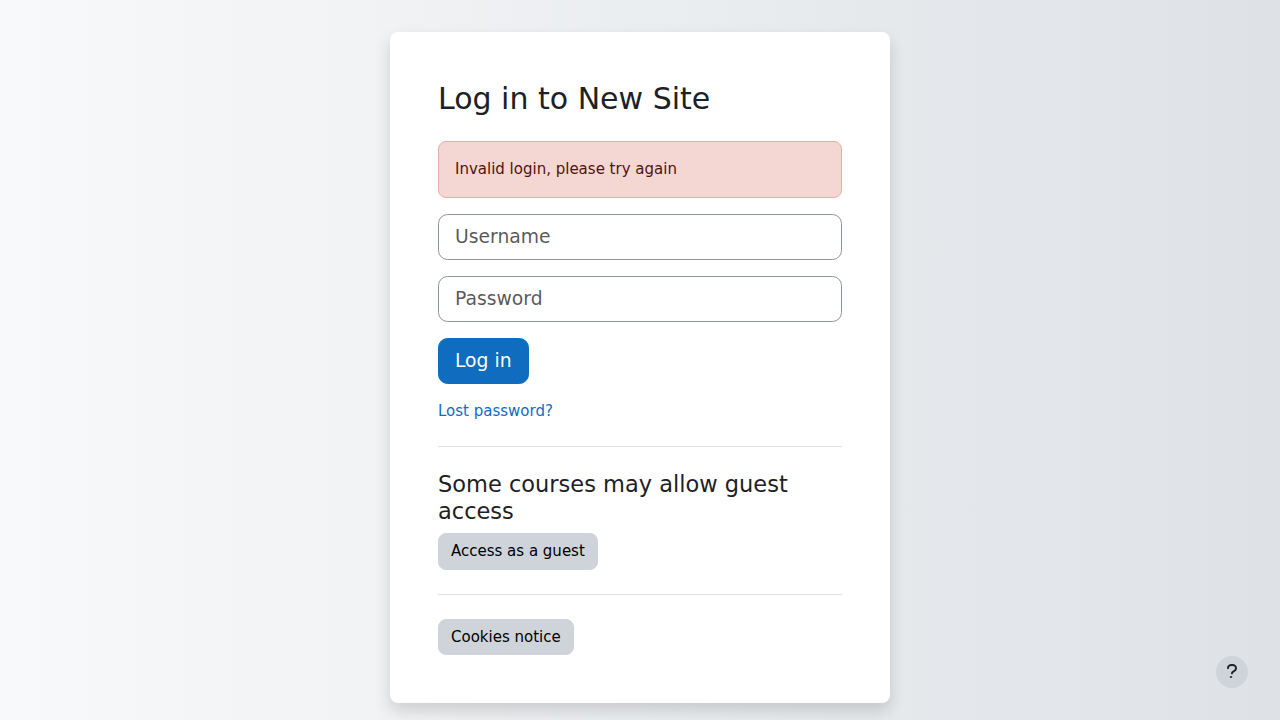 Log in to New Site
Invalid login, please try again
Username
Password
Log in
Lost password?
Some courses may allow guest
access
Access as a guest
Cookies notice
?